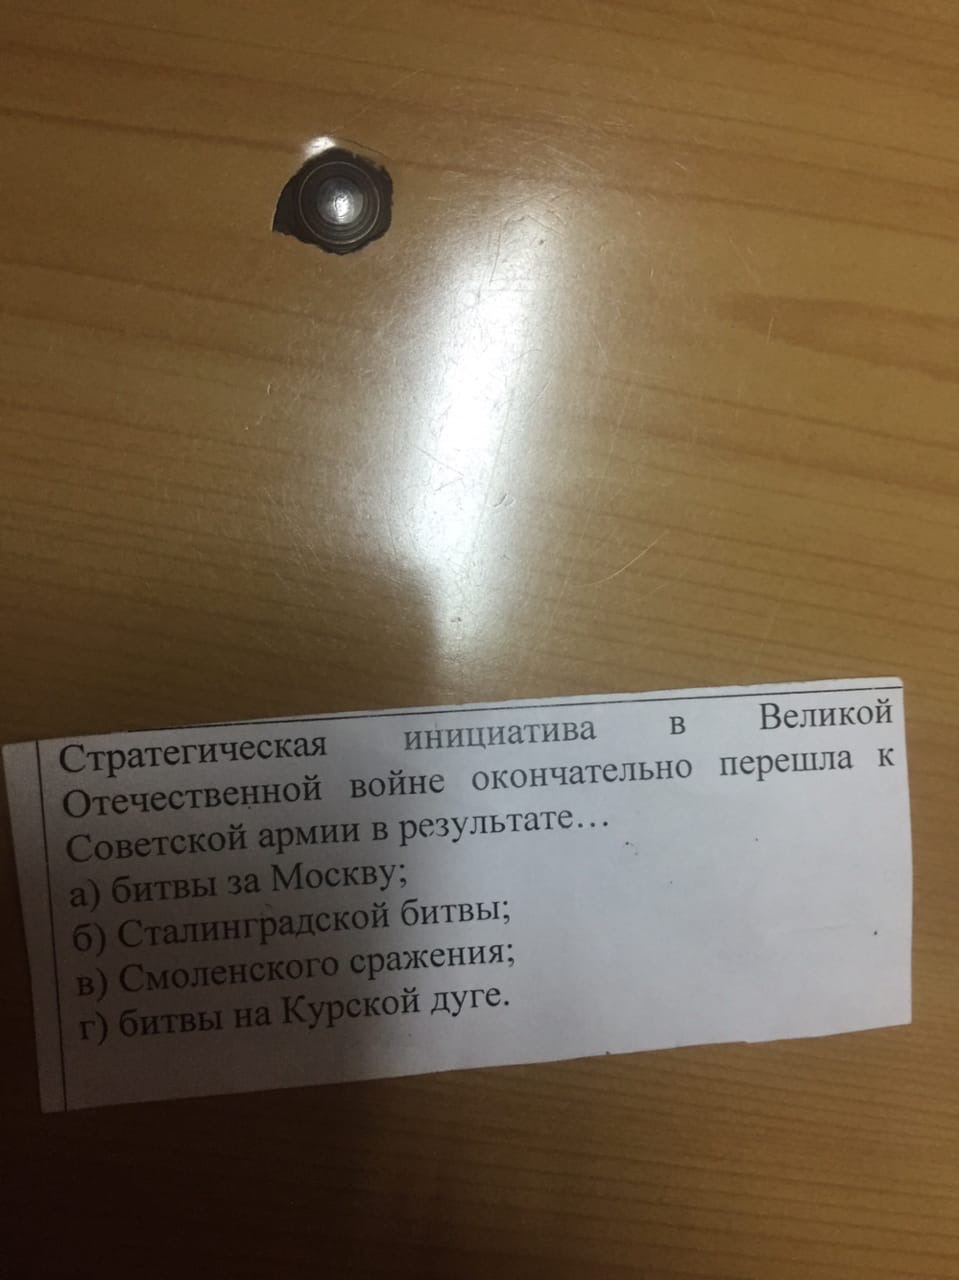 Стратегическая инициатива в Великой
Отечественной войне окончательно перешла к
Советской армии в результате…
а) битвы за Москву;
б) Сталинградской битвы;
в) Смоленского сражения;
г) битвы на Курской дуге.